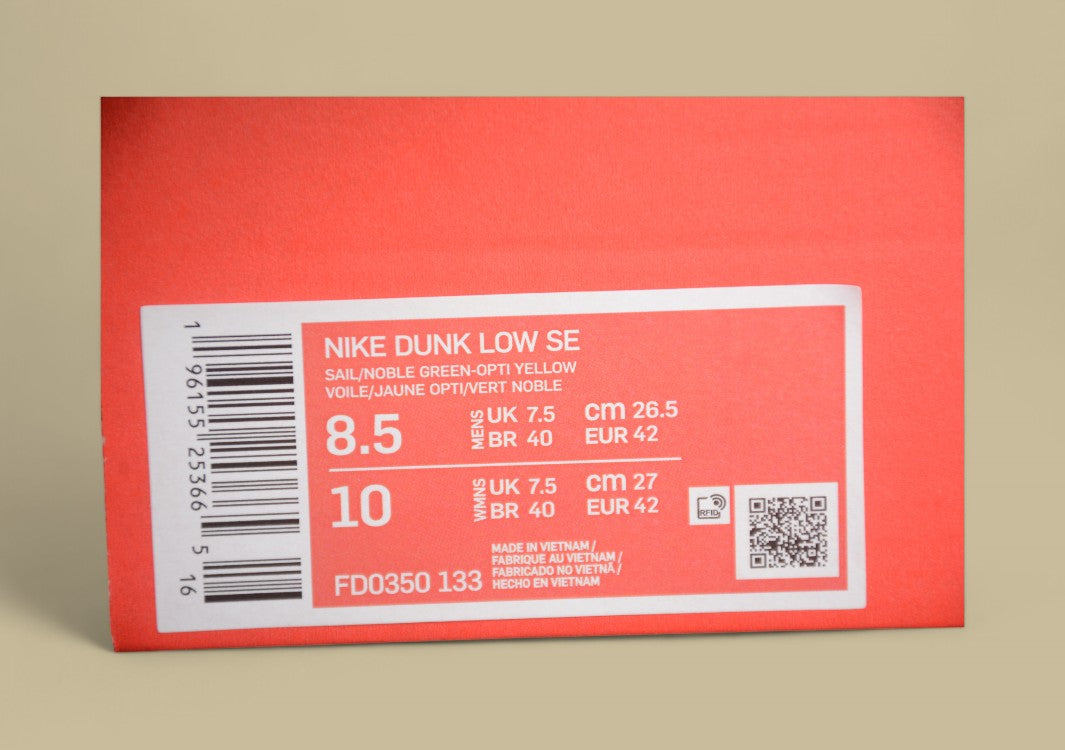 NIKE DUNK LOW SE
SAIL/NOBLE GREEN-OPTI YELLOW
VOILE/JAUNE OPTI/VERT NOBLE
8.5 MENS UK 7.5 cm 26.5
BR 40 EUR 42
10 WMNS UK 7.5 cm 27
BR 40 EUR 42
RFID
FD0350 133
MADE IN VIETNAM /
FABRIQUE AU VIETNAM /
FABRICADO NO VIETNÃ /
HECHO EN VIETNAM
1 96155 25366 5 16